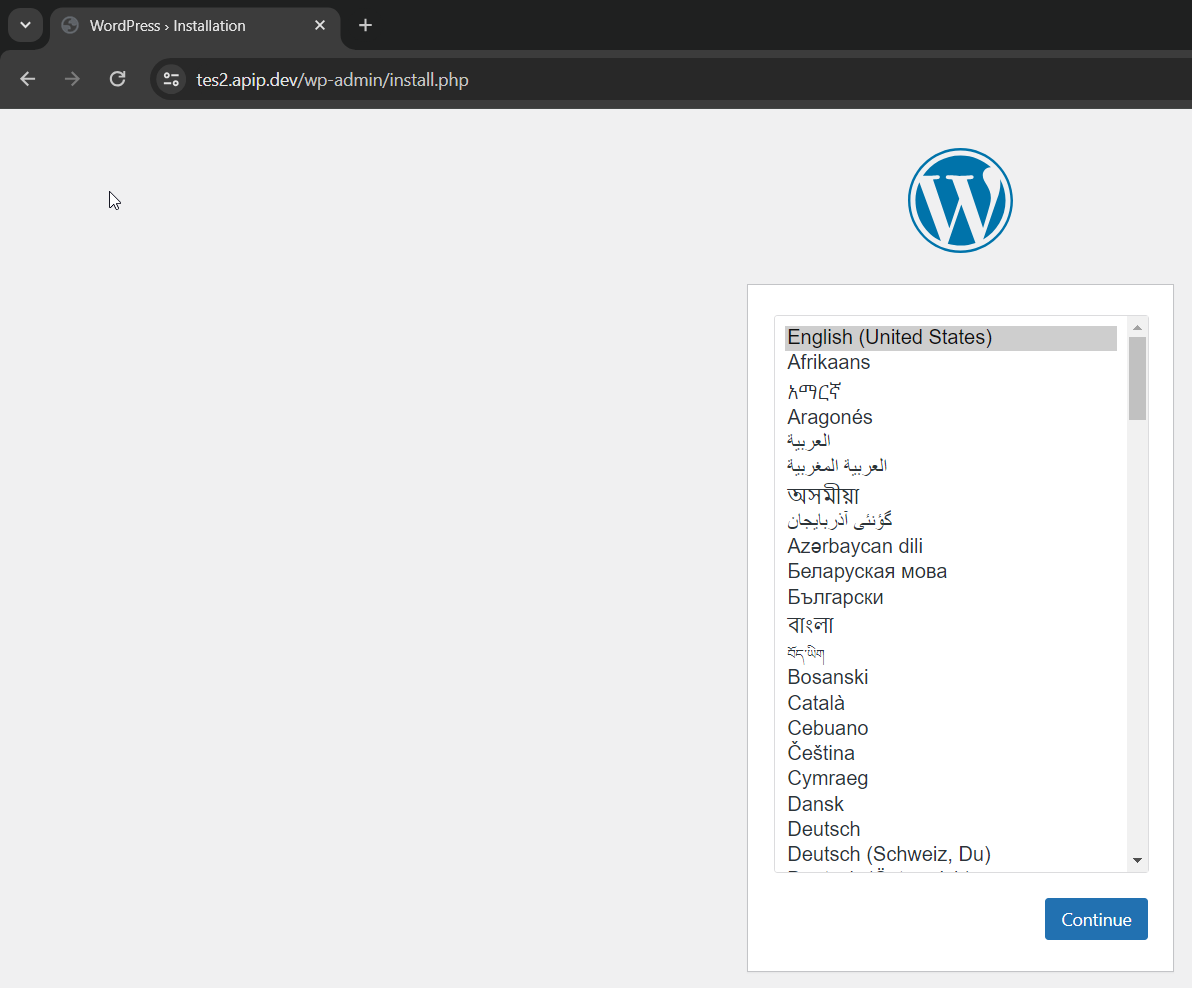 WordPress › Installation
tes2.apip.dev/wp-admin/install.php
English (United States)
Afrikaans
አማርኛ
Aragonés
العربية
العربية المغربية
অসমীয়া
گؤنئی آذربایجان
Azərbaycan dili
Беларуская мова
Български
বাংলা
བོད་ཡིག
Bosanski
Català
Cebuano
Čeština
Cymraeg
Dansk
Deutsch
Deutsch (Schweiz, Du)
Continue